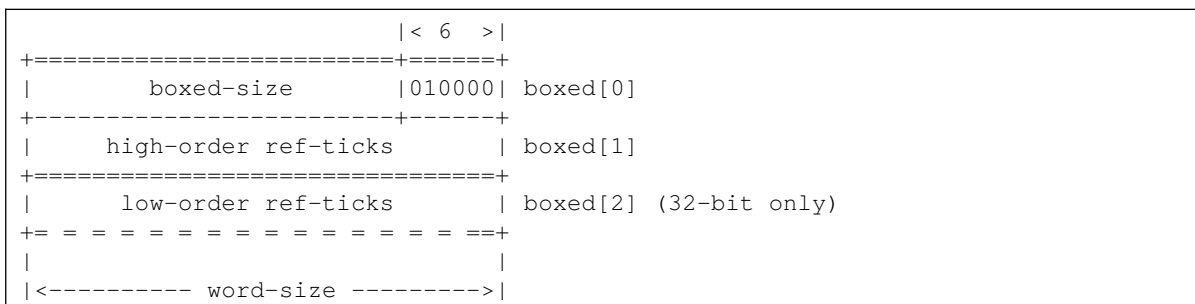 |< 6  >|
+=========================+======+
|        boxed-size       |010000| boxed[0]
+-------------------------+------+
|     high-order ref-ticks       | boxed[1]
+================================+
|      low-order ref-ticks       | boxed[2] (32-bit only)
+= = = = = = = = = = = = = = = ==+
|                                |
|<---------- word-size --------->|